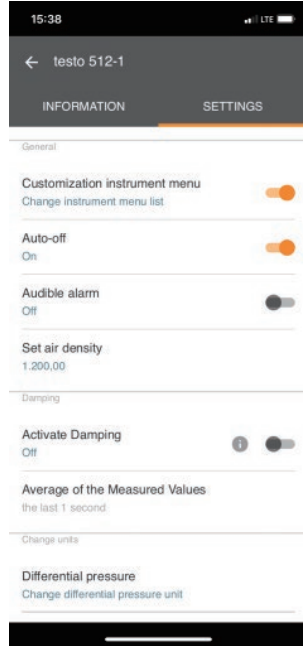 15:38
LTE
testo 512-1
INFORMATION
SETTINGS
General
Customization instrument menu
Change instrument menu list
Auto-off
On
Audible alarm
Off
Set air density
1.200,00
Damping
Activate Damping
Off
Average of the Measured Values
the last 1 second
Change units
Differential pressure
Change differential pressure unit